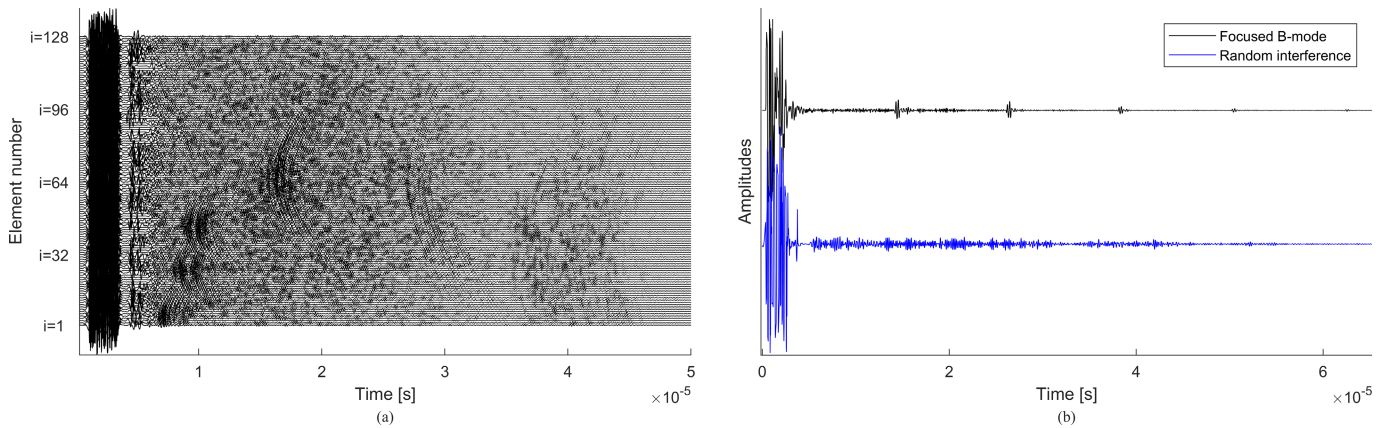 Element number
i=128
i=96
i=64
i=32
i=1
1
2
3
4
5
×10⁻⁵
Time [s]
(a)
Amplitudes
Focused B-mode
Random interference
0
2
4
6
×10⁻⁵
Time [s]
(b)